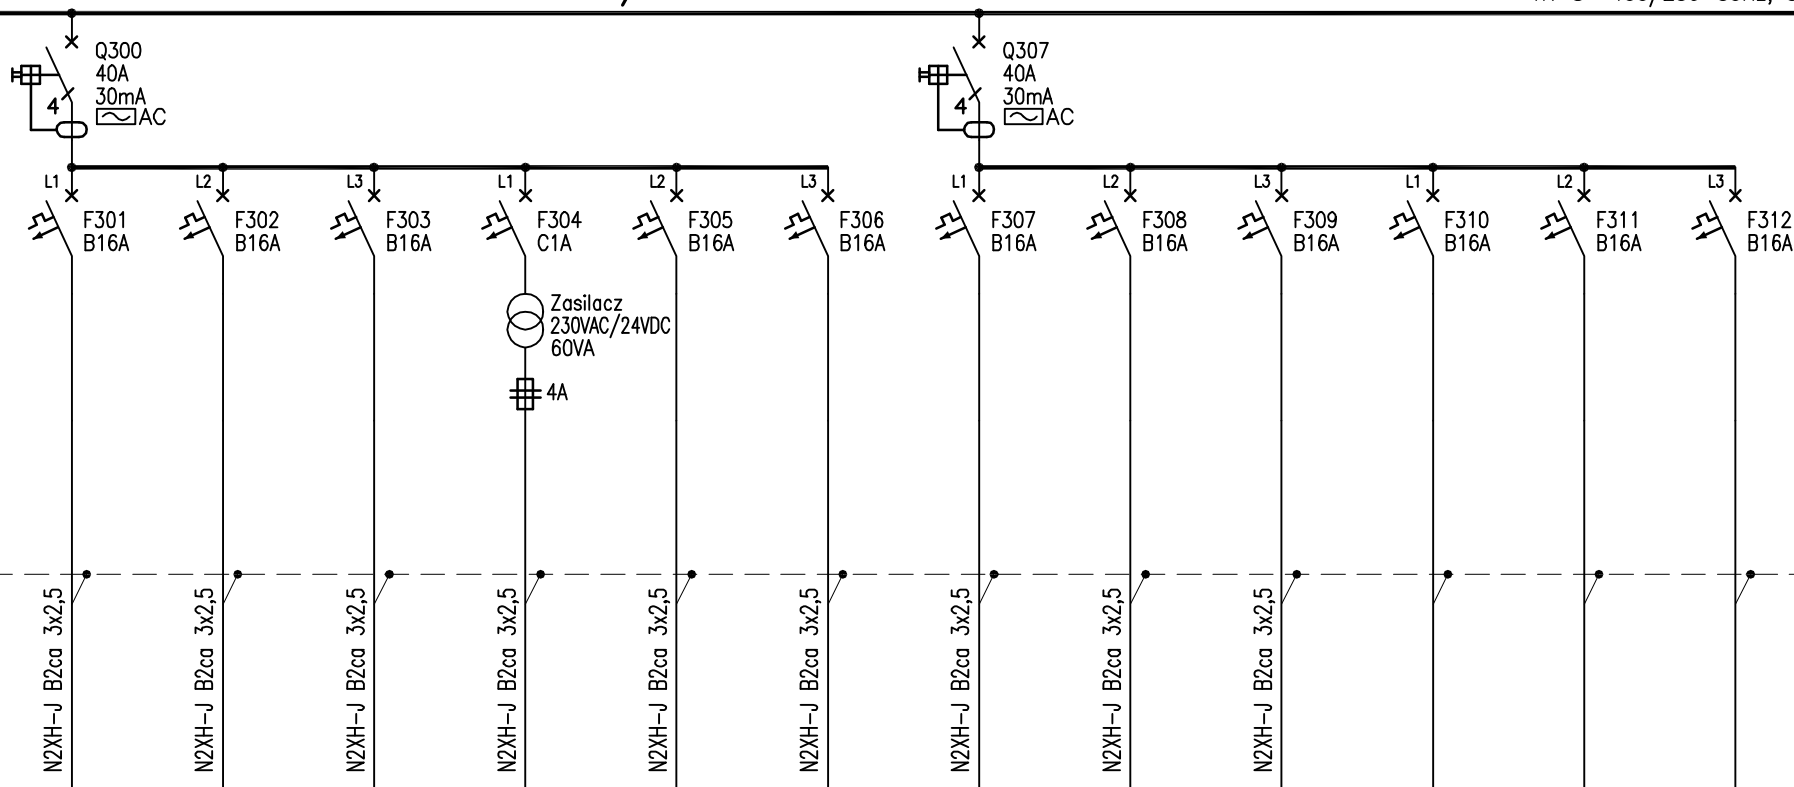 Q300
40A
30mA
AC
4
Q307
40A
30mA
AC
4
L1
L2
L3
L1
L2
L3
L1
L2
L3
L1
L2
L3
F301
B16A
F302
B16A
F303
B16A
F304
C1A
F305
B16A
F306
B16A
F307
B16A
F308
B16A
F309
B16A
F310
B16A
F311
B16A
F312
B16A
Zasilacz
230VAC/24VDC
60VA
4A
N2XH-J B2ca 3x2,5
N2XH-J B2ca 3x2,5
N2XH-J B2ca 3x2,5
N2XH-J B2ca 3x2,5
N2XH-J B2ca 3x2,5
N2XH-J B2ca 3x2,5
N2XH-J B2ca 3x2,5
N2XH-J B2ca 3x2,5
N2XH-J B2ca 3x2,5